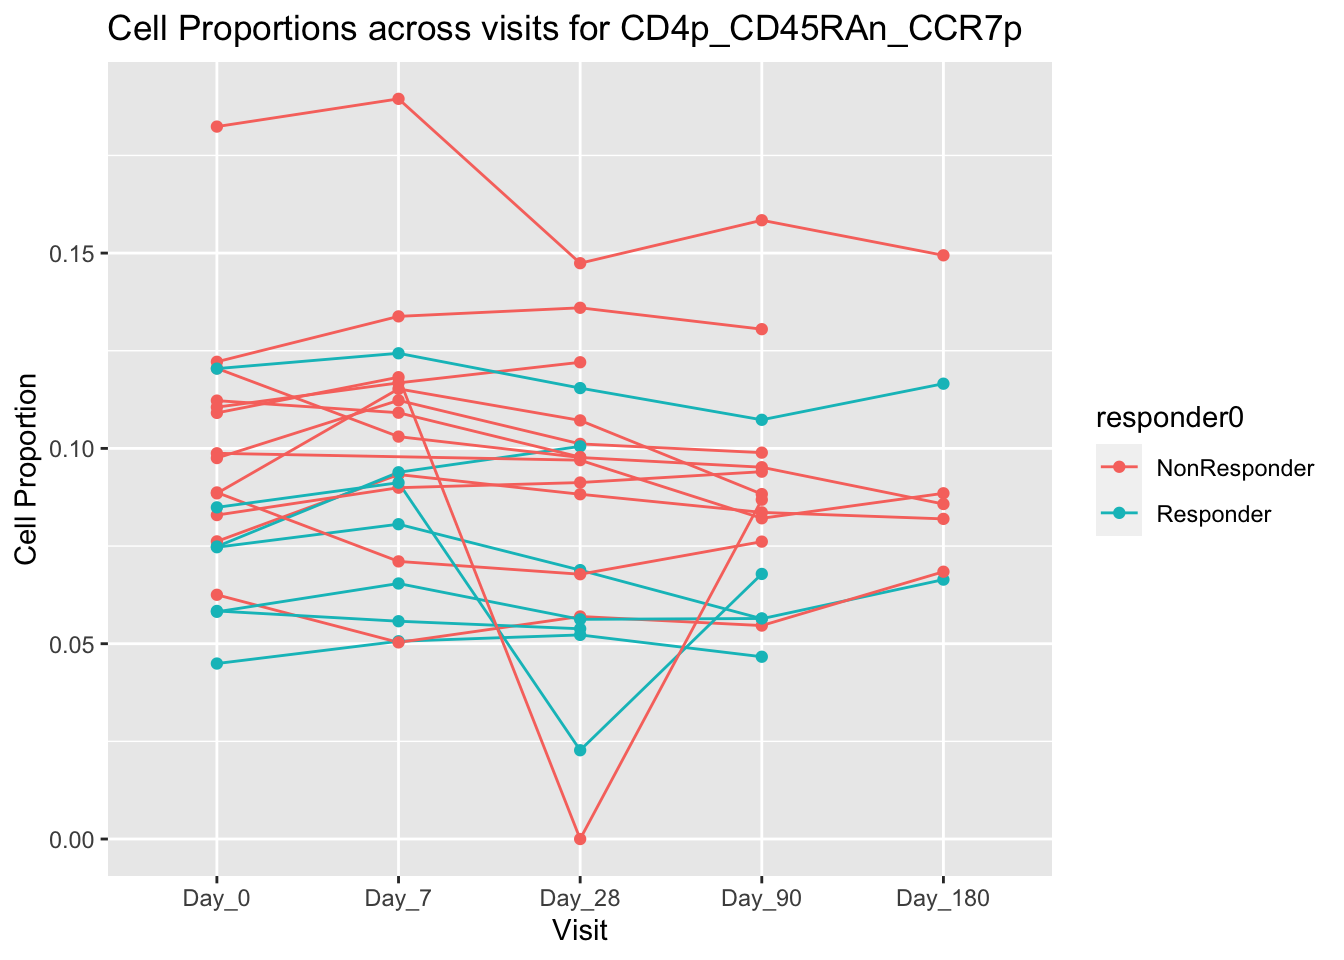 Cell Proportions across visits for CD4p_CD45RAn_CCR7p
Cell Proportion
0.15
0.10
0.05
0.00
Day_0 Day_7 Day_28 Day_90 Day_180
Visit
responder0
NonResponder
Responder